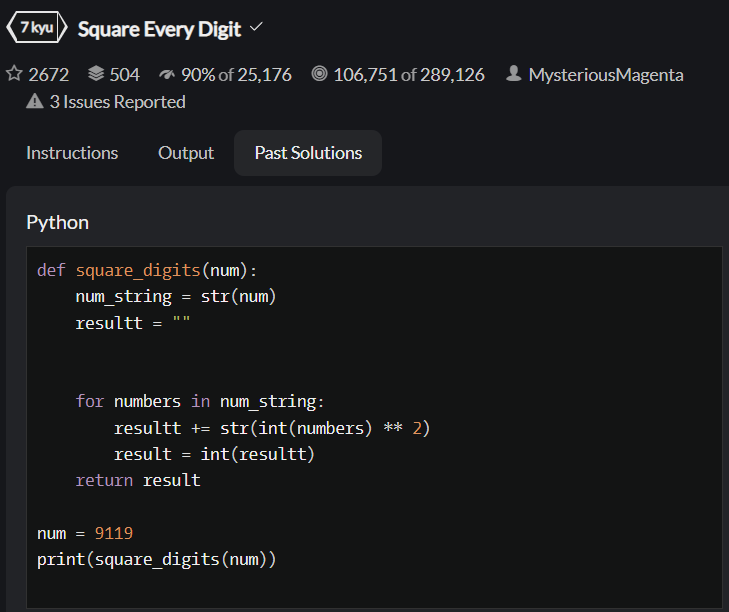 7 kyu Square Every Digit
2672 504 90% of 25,176 106,751 of 289,126 MysteriousMagenta
3 Issues Reported
Instructions Output Past Solutions
Python
def square_digits(num):
    num_string = str(num)
    resultt = ""
    for numbers in num_string:
        resultt += str(int(numbers) ** 2)
        result = int(resultt)
    return result
num = 9119
print(square_digits(num))